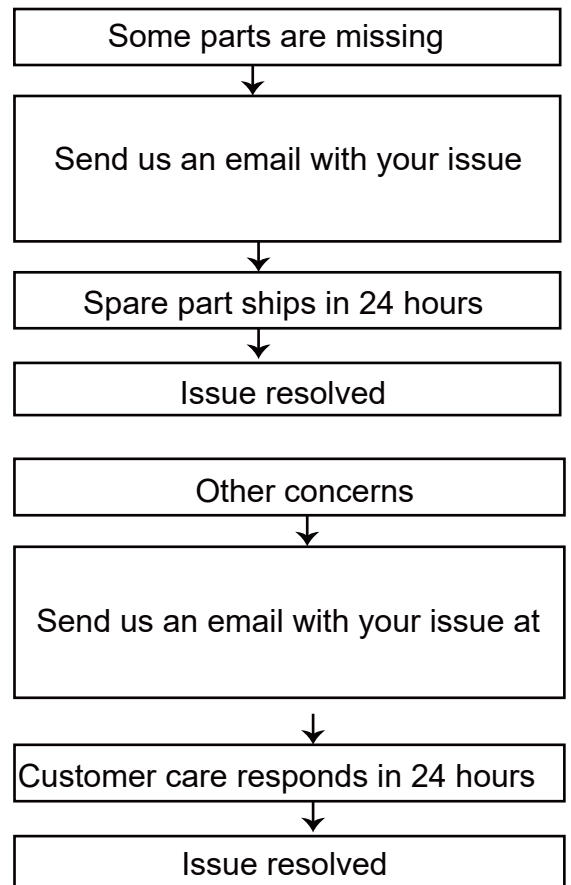 Some parts are missing
Send us an email with your issue
Spare part ships in 24 hours
Issue resolved
Other concerns
Send us an email with your issue at
Customer care responds in 24 hours
Issue resolved